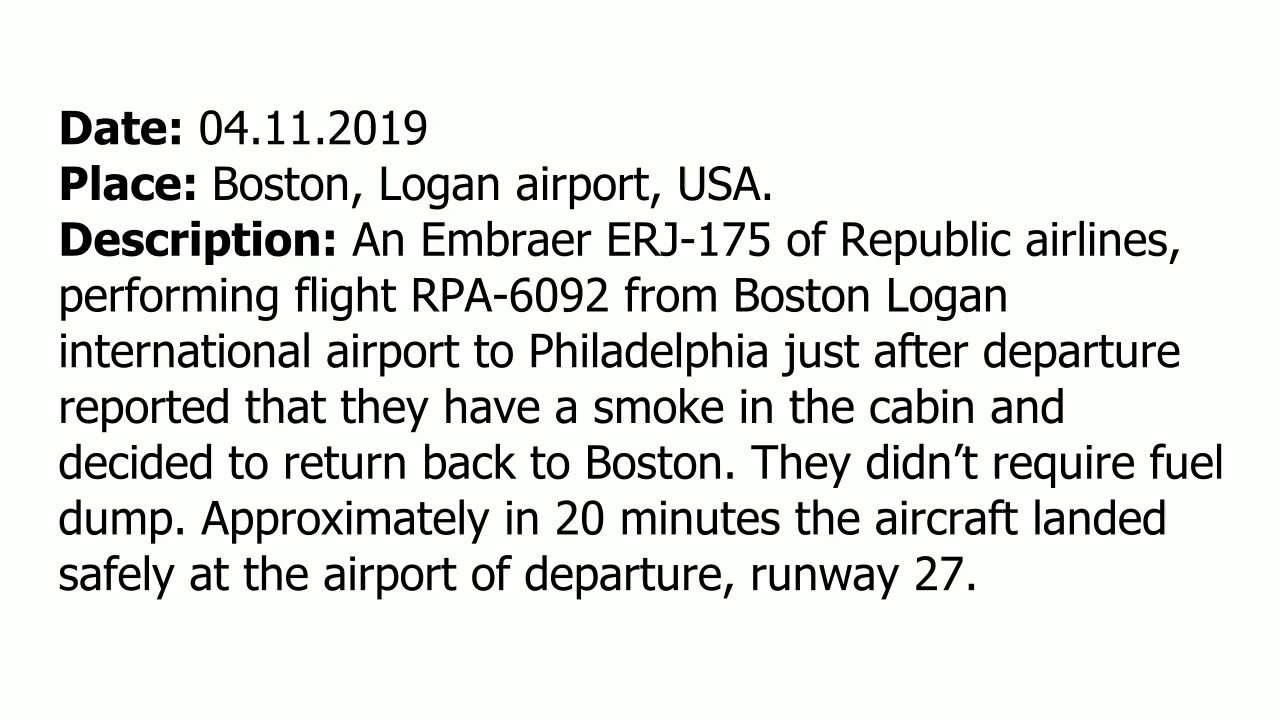 Date: 04.11.2019
Place: Boston, Logan airport, USA.
Description: An Embraer ERJ-175 of Republic airlines,
performing flight RPA-6092 from Boston Logan
international airport to Philadelphia just after departure
reported that they have a smoke in the cabin and
decided to return back to Boston. They didn’t require fuel
dump. Approximately in 20 minutes the aircraft landed
safely at the airport of departure, runway 27.